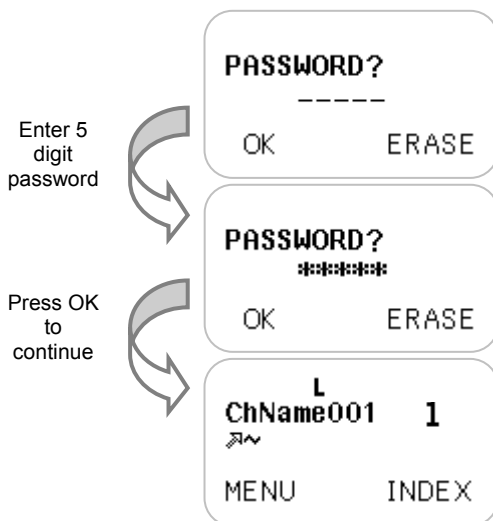 PASSWORD?
-----
OK ERASE
Enter 5
digit
password
PASSWORD?
*****
OK ERASE
Press OK
to
continue
L
ChName001 1
MENU INDEX